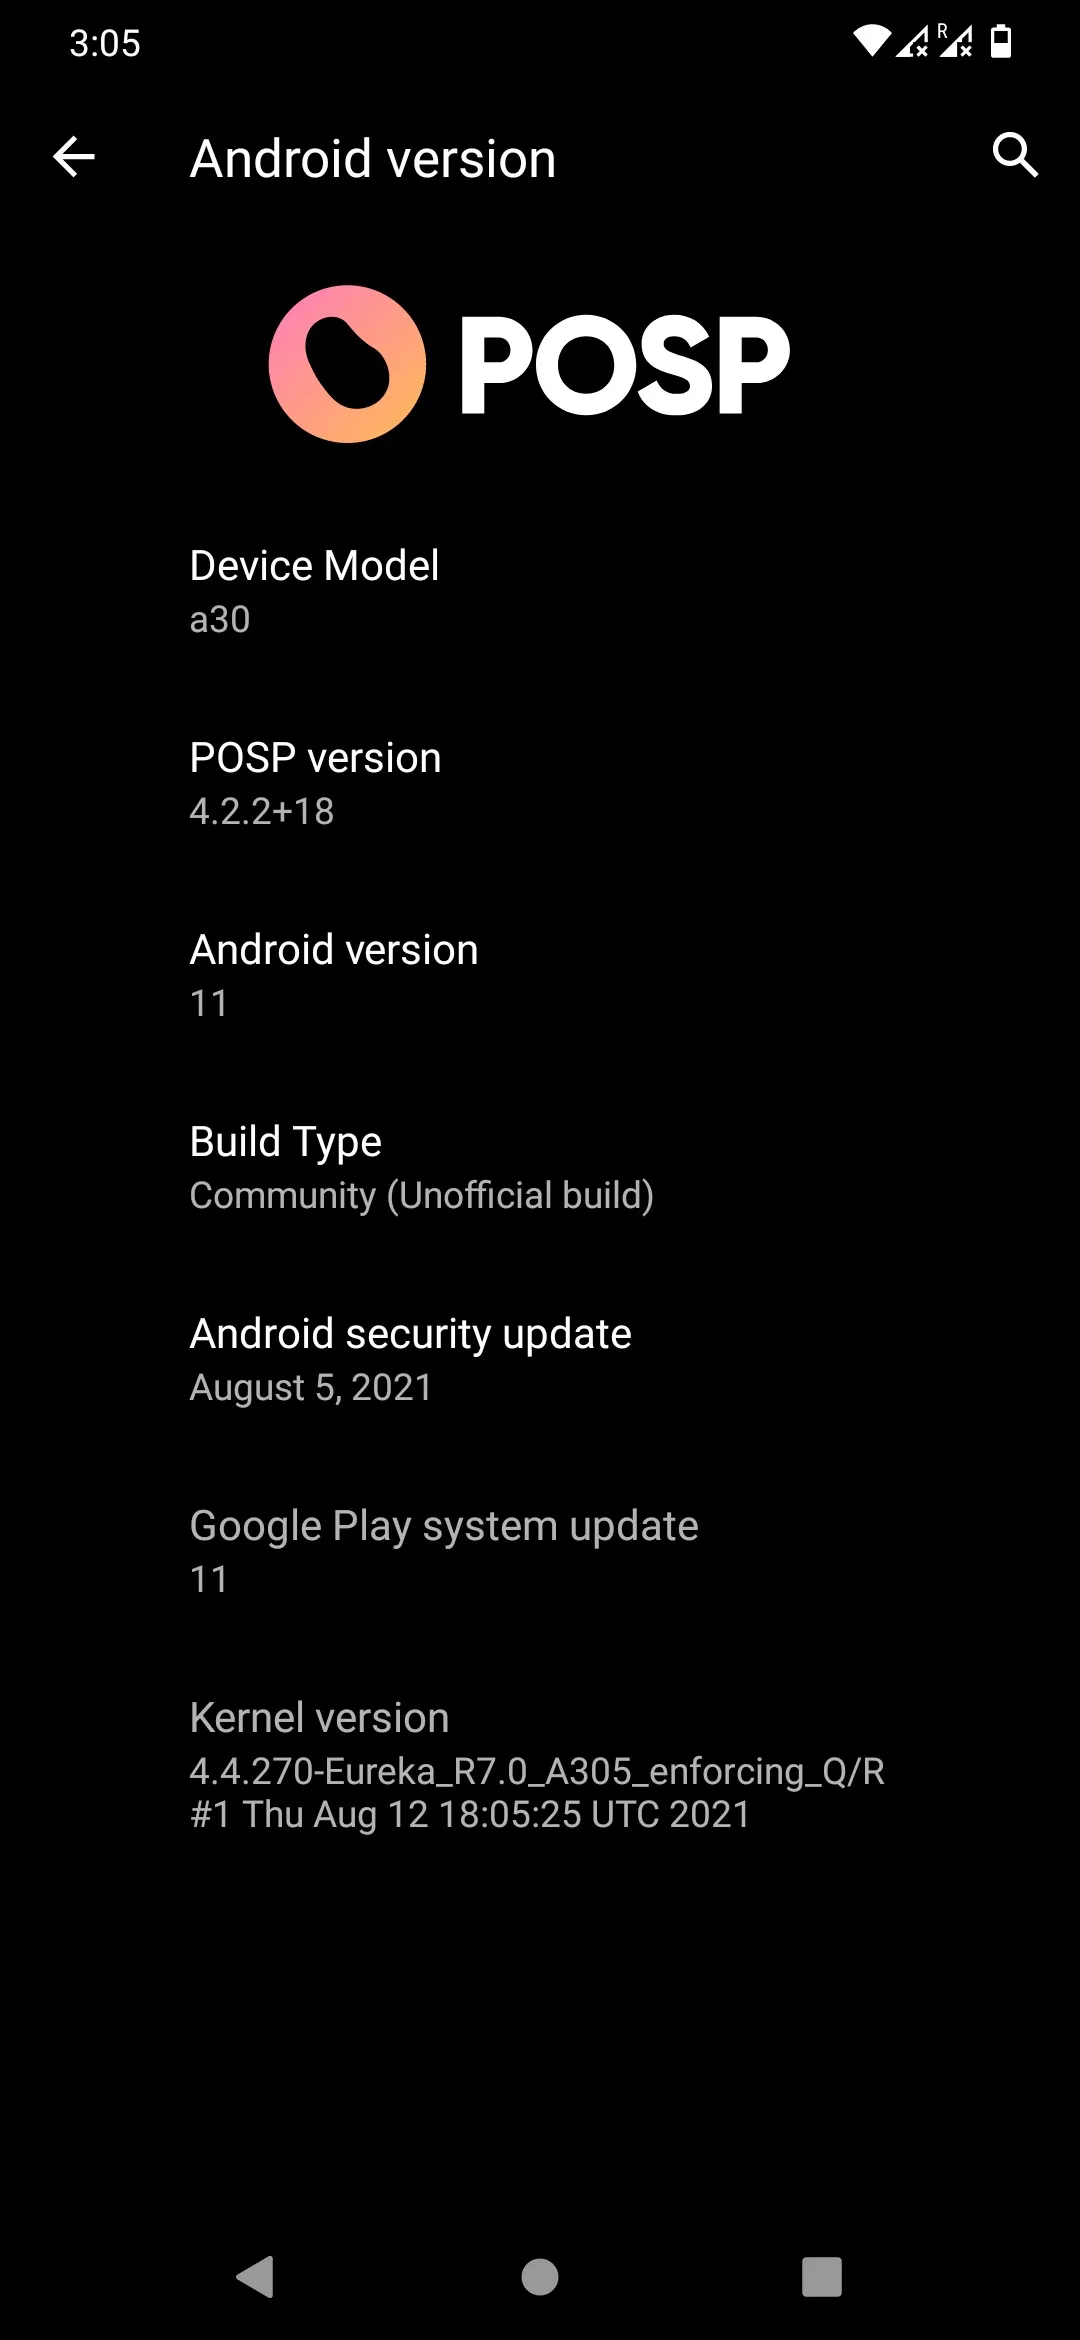 3:05
R
Android version
POSP
Device Model
a30
POSP version
4.2.2+18
Android version
11
Build Type
Community (Unofficial build)
Android security update
August 5, 2021
Google Play system update
11
Kernel version
4.4.270-Eureka_R7.0_A305_enforcing_Q/R
#1 Thu Aug 12 18:05:25 UTC 2021